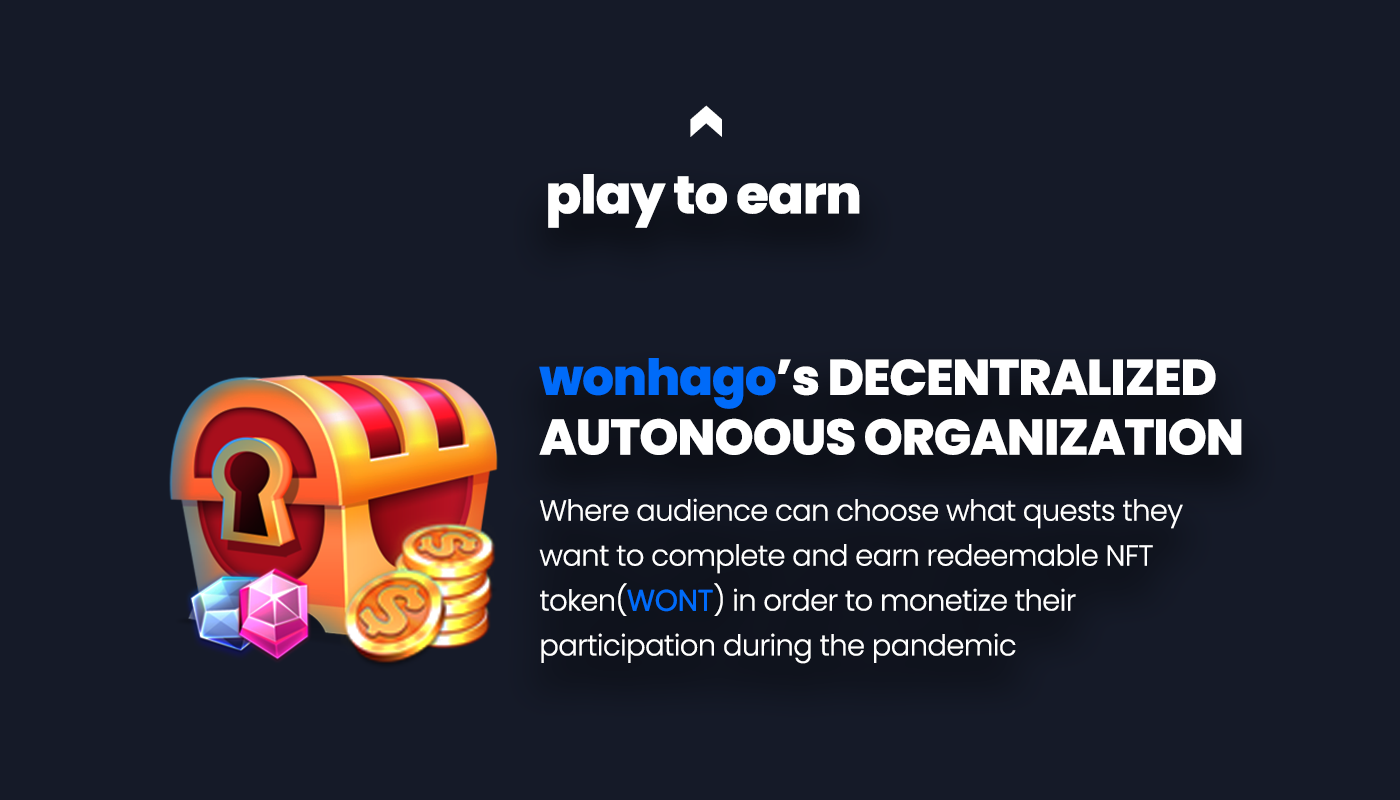 play to earn
wonhago’s DECENTRALIZED
AUTONOOUS ORGANIZATION
Where audience can choose what quests they
want to complete and earn redeemable NFT
token(WONT) in order to monetize their
participation during the pandemic